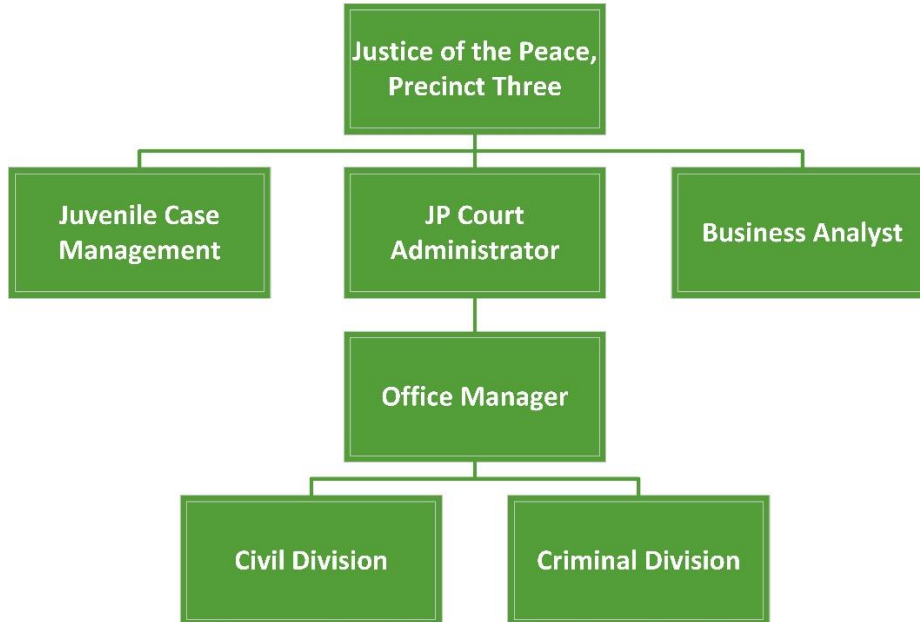 Justice of the Peace,
Precinct Three
Juvenile Case
Management
JP Court
Administrator
Business Analyst
Office Manager
Civil Division
Criminal Division